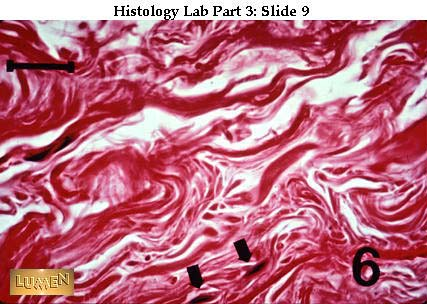 Histology Lab Part 3: Slide 9
6
LUMEN